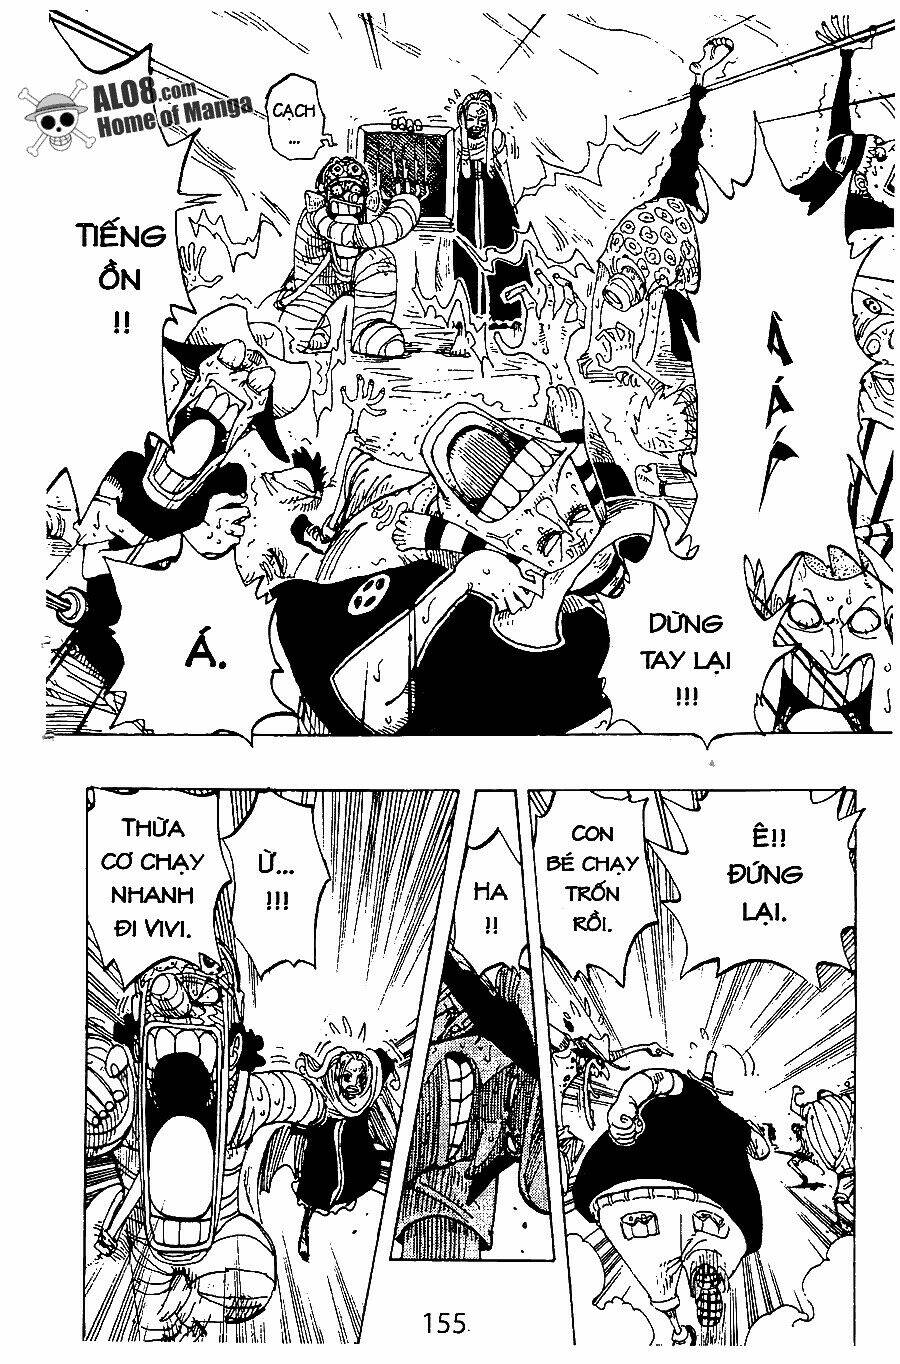 ALO8.com
Home of Manga
CẠCH
...
TIẾNG
ỒN
!!
À
Á
Á.
DỪNG
TAY LẠI
!!!
Ê!!
ĐỨNG
LẠI.
CON
BÉ CHẠY
TRỐN
RỒI.
HA
!!
Ừ...
!!!
THỪA
CƠ CHẠY
NHANH
ĐI VIVI.
155